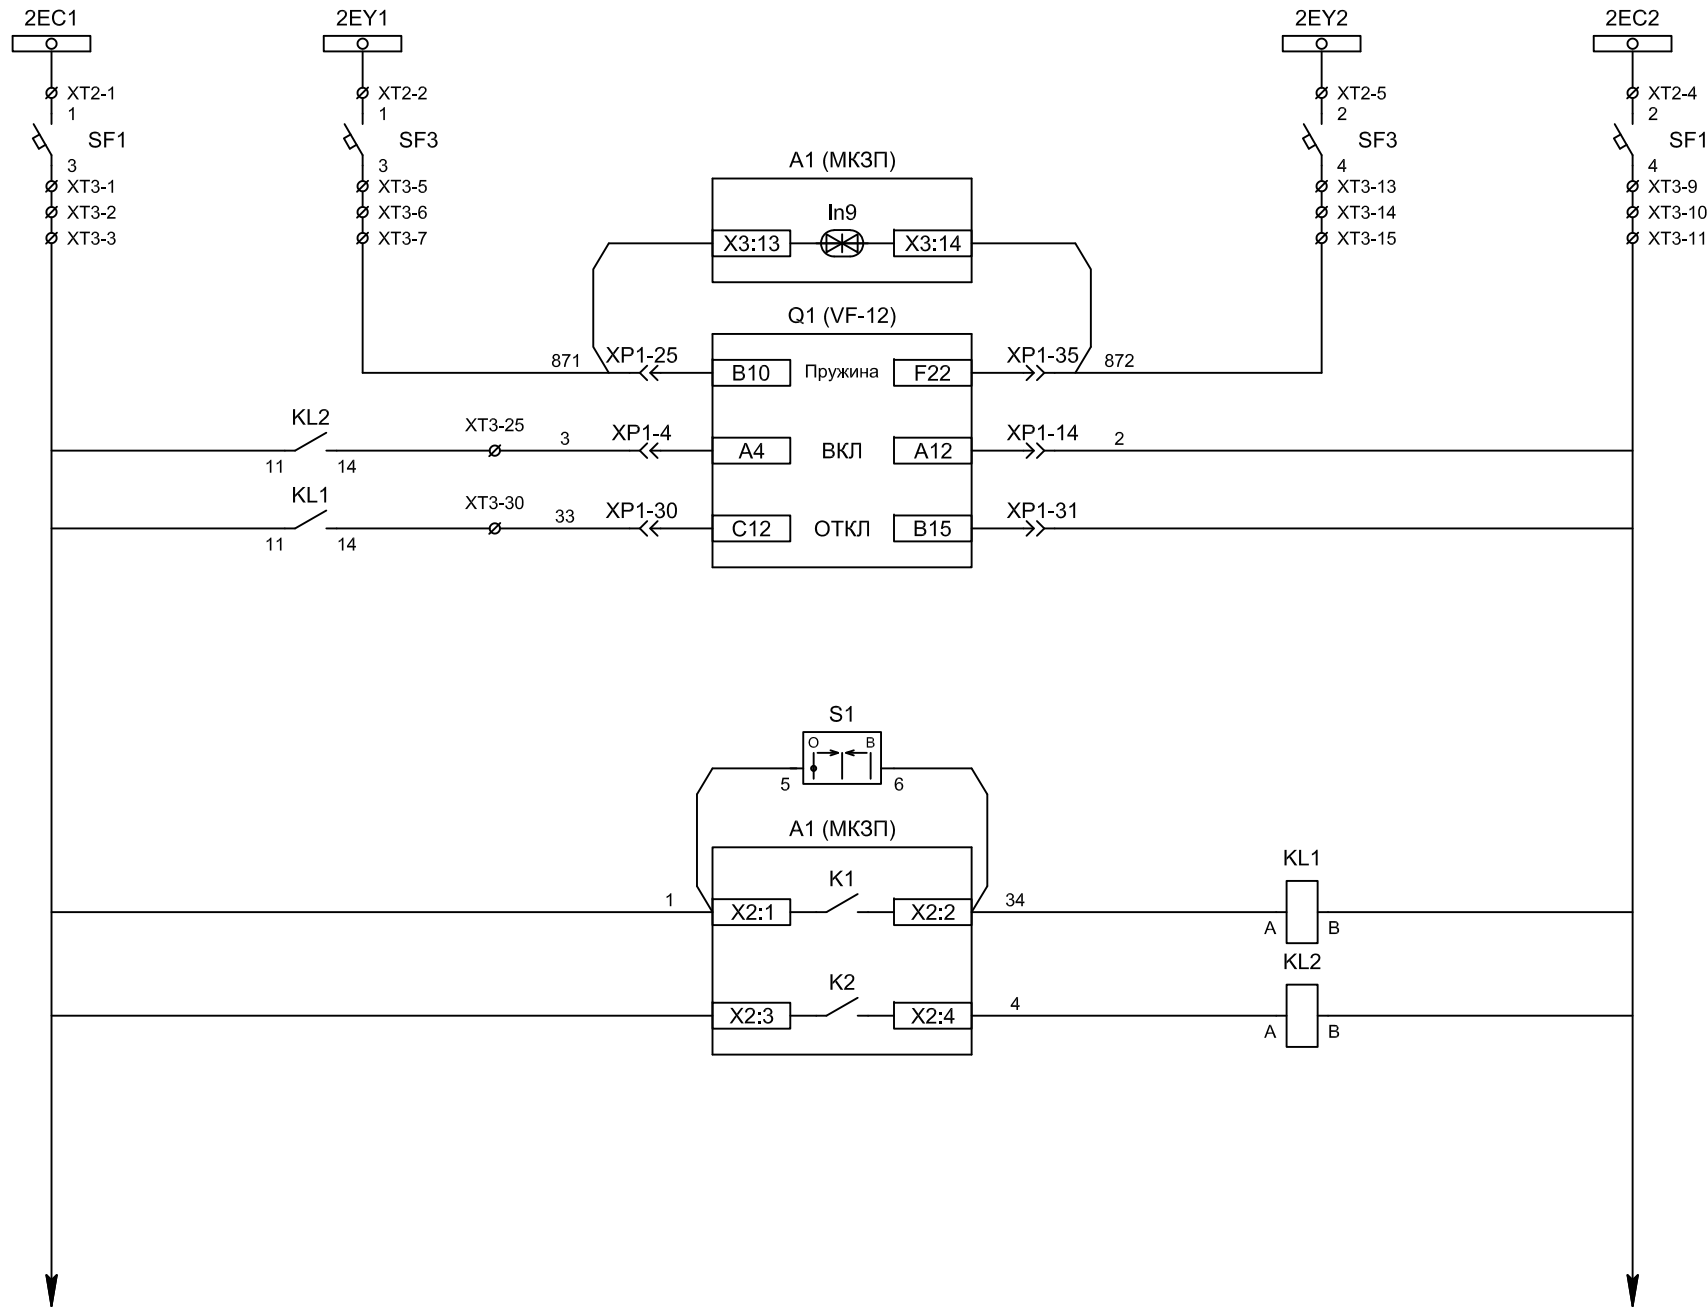 2EC1 2EY1 2EY2 2EC2
XT2-1 XT2-2 XT2-5 XT2-4
1 1 2 2
SF1 SF3 SF3 SF1
3 3 4 4
A1 (МКЗП)
XT3-1 XT3-5 XT3-13 XT3-9
XT3-2 XT3-6 In9 XT3-14 XT3-10
XT3-3 XT3-7 X3:13 X3:14 XT3-15 XT3-11
Q1 (VF-12)
871 XP1-25 XP1-35 872
B10 Пружина F22
KL2 XT3-25 3 XP1-4 XP1-14 2
A4 ВКЛ A12
11 14
KL1 XT3-30 33 XP1-30 XP1-31
C12 ОТКЛ B15
11 14
S1
О В
5 6
A1 (МКЗП)
K1 KL1
1 34
X2:1 X2:2
A B
K2 KL2
4
X2:3 X2:4
A B